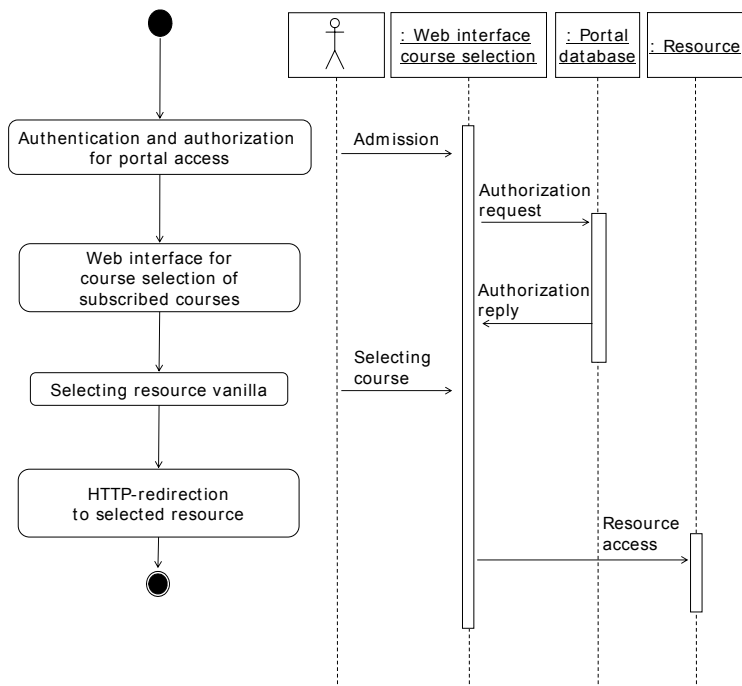 Authentication and authorization
for portal access
Web interface for
course selection of
subscribed courses
Selecting resource vanilla
HTTP-redirection
to selected resource
: Web interface
course selection
: Portal
database
: Resource
Admission
Authorization
request
Authorization
reply
Selecting
course
Resource
access